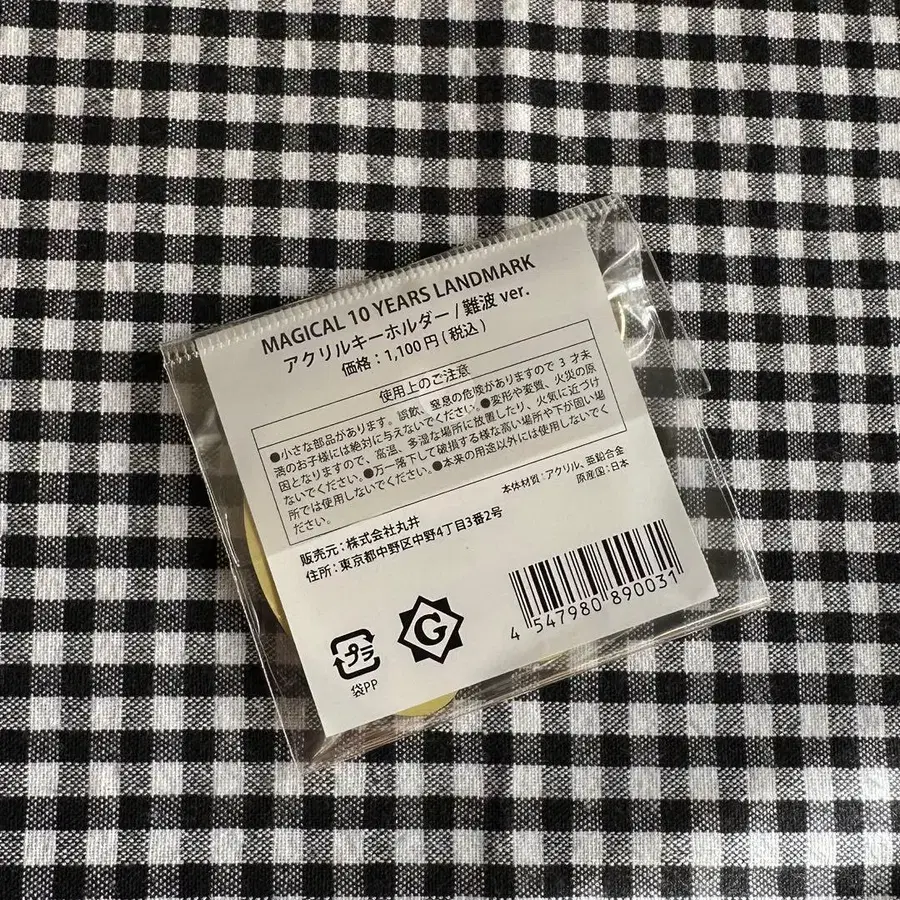 MAGICAL 10 YEARS LANDMARK
アクリルキーホルダー / 難波 ver.
価格：1,100円(税込)
使用上のご注意
●小さな部品があります。誤飲、窒息の危険がありますので3才未
満のお子様には絶対に与えないでください。●変形や変質、火災の原
因となりますので、高温、多湿な場所に放置したり、火気に近づけ
ないでください。●万一落下して破損する様な高い場所や下が固い場
所では使用しないでください。●本来の用途以外には使用しないでく
ださい。
本体材質：アクリル、亜鉛合金
原産国：日本
販売元：株式会社丸井
住所：東京都中野区中野4丁目3番2号
プラ
袋PP
G
4 547980 890031